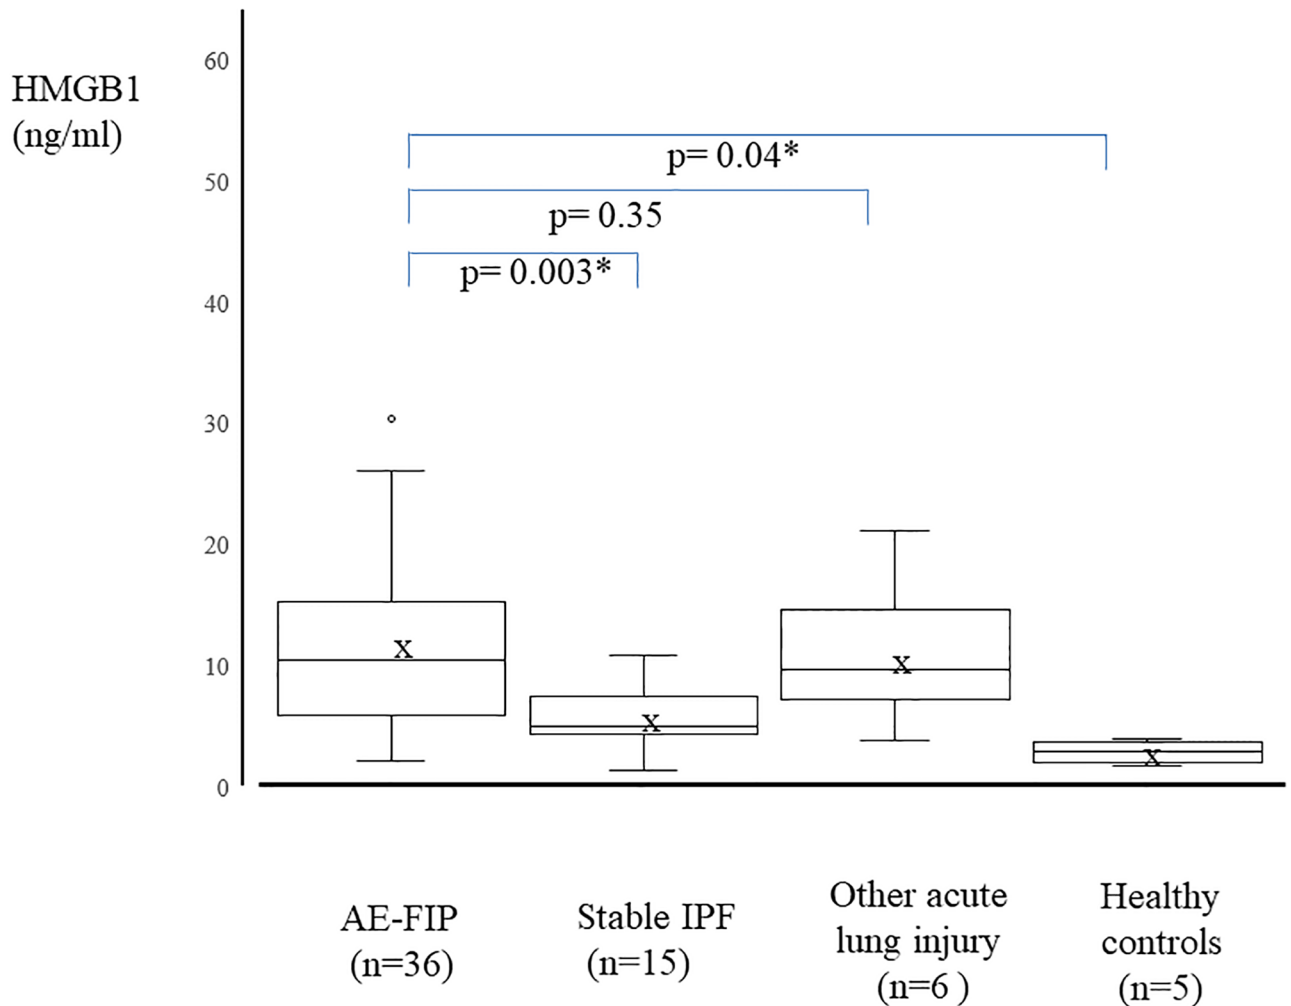 HMGB1
(ng/ml)
60
50
40
30
20
10
0
p= 0.04*
p= 0.35
p= 0.003*
X
X
X
X
AE-FIP
(n=36)
Stable IPF
(n=15)
Other acute
lung injury
(n=6 )
Healthy
controls
(n=5)